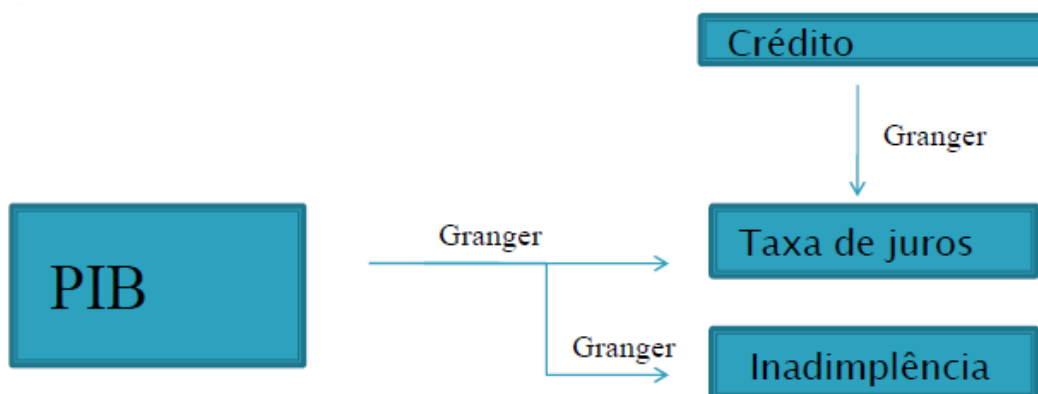 Crédito
Granger
Granger
Taxa de juros
PIB
Granger
Inadimplência